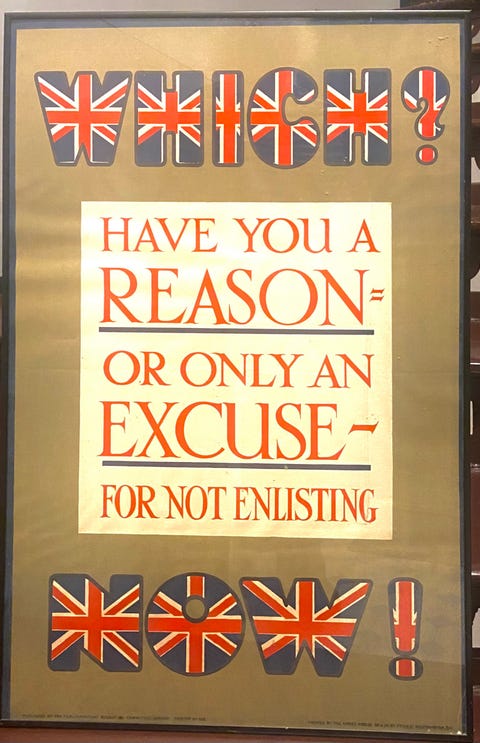 WHICH?
HAVE YOU A
REASON-
OR ONLY AN
EXCUSE-
FOR NOT ENLISTING
NOW!